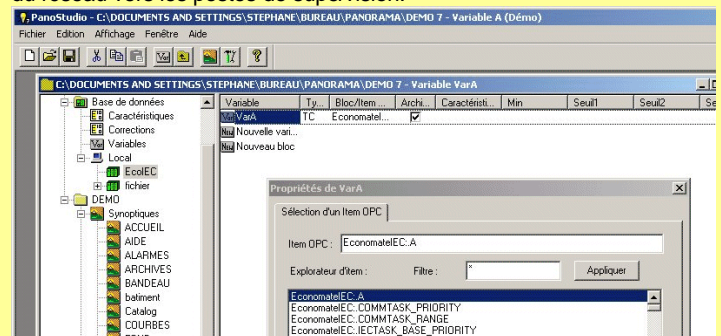 du réseau vers les postes de supervision.
PanoStudio - C:\DOCUMENTS AND SETTINGS\STEPHANE\BUREAU\PANORAMA\DEMO 7 - Variable A (Démo)
Fichier Edition Affichage Fenêtre Aide
C:\DOCUMENTS AND SETTINGS\STEPHANE\BUREAU\PANORAMA\DEMO 7 - Variable VarA
Base de données
Caractéristiques
Corrections
Variables
Local
EcolEC
fichier
DEMO
Synoptiques
ACCUEIL
AIDE
ALARMES
ARCHIVES
BANDEAU
batiment
Catalog
COURBES
Variable Ty... Bloc/Item ... Archi... Caractéristi... Min Seuil1 Seuil2 Se
VarA TC Economatel...
New Nouvelle vari...
New Nouveau bloc
Propriétés de VarA
Sélection d'un Item OPC
Item OPC : EconomatelEC:.A
Explorateur d'item : Filtre : * Appliquer
EconomatelEC:.A
EconomatelEC:.COMMTASK_PRIORITY
EconomatelEC:.COMMTASK_RANGE
EconomatelEC:.IECTASK_BASE_PRIORITY